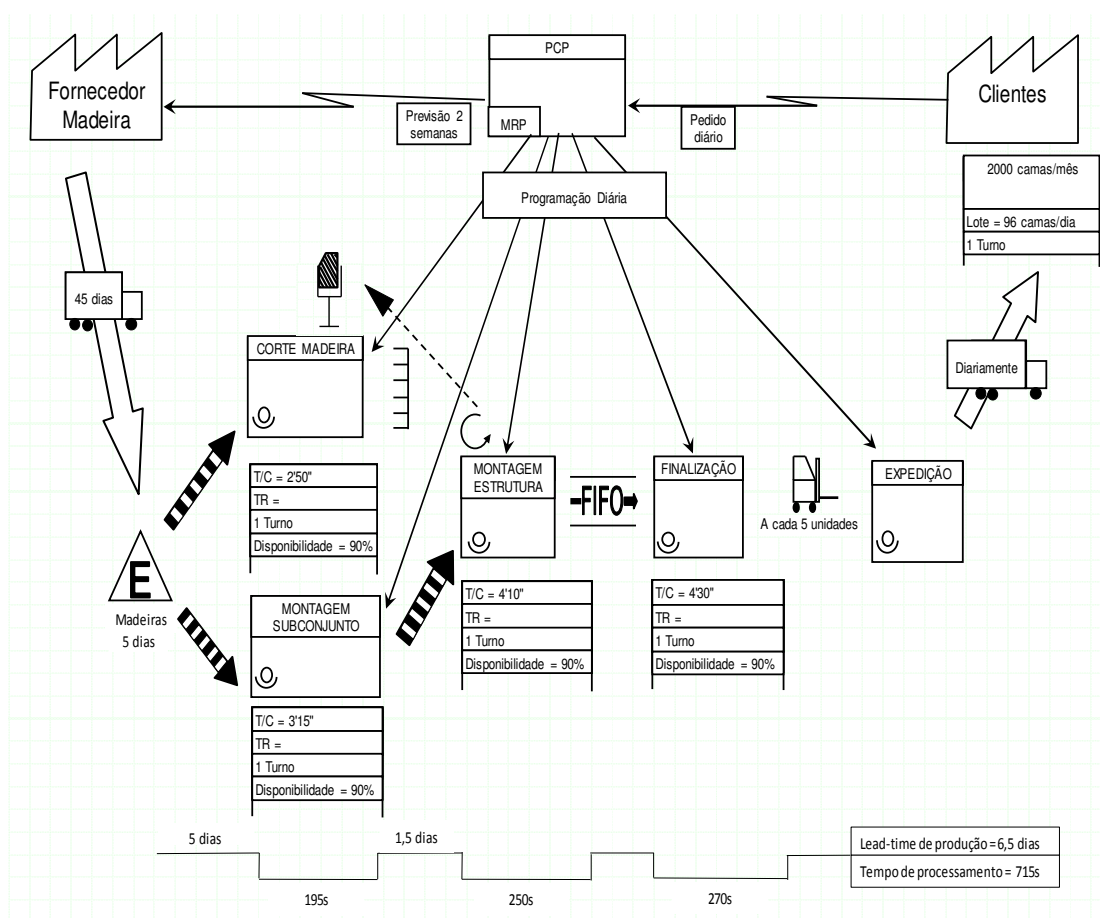 Fornecedor
Madeira
Previsão 2
semanas
PCP
MRP
Pedido
diário
Clientes
2000 camas/mês
Lote = 96 camas/dia
1 Turno
Programação Diária
45 dias
Diariamente
CORTE MADEIRA
T/C = 2'50"
TR =
1 Turno
Disponibilidade = 90%
E
Madeiras
5 dias
MONTAGEM
SUBCONJUNTO
T/C = 3'15"
TR =
1 Turno
Disponibilidade = 90%
MONTAGEM
ESTRUTURA
T/C = 4'10"
TR =
1 Turno
Disponibilidade = 90%
FIFO
FINALIZAÇÃO
T/C = 4'30"
TR =
1 Turno
Disponibilidade = 90%
A cada 5 unidades
EXPEDIÇÃO
5 dias
195s
1,5 dias
250s
270s
Lead-time de produção=6,5 dias
Tempo de processamento= 715s